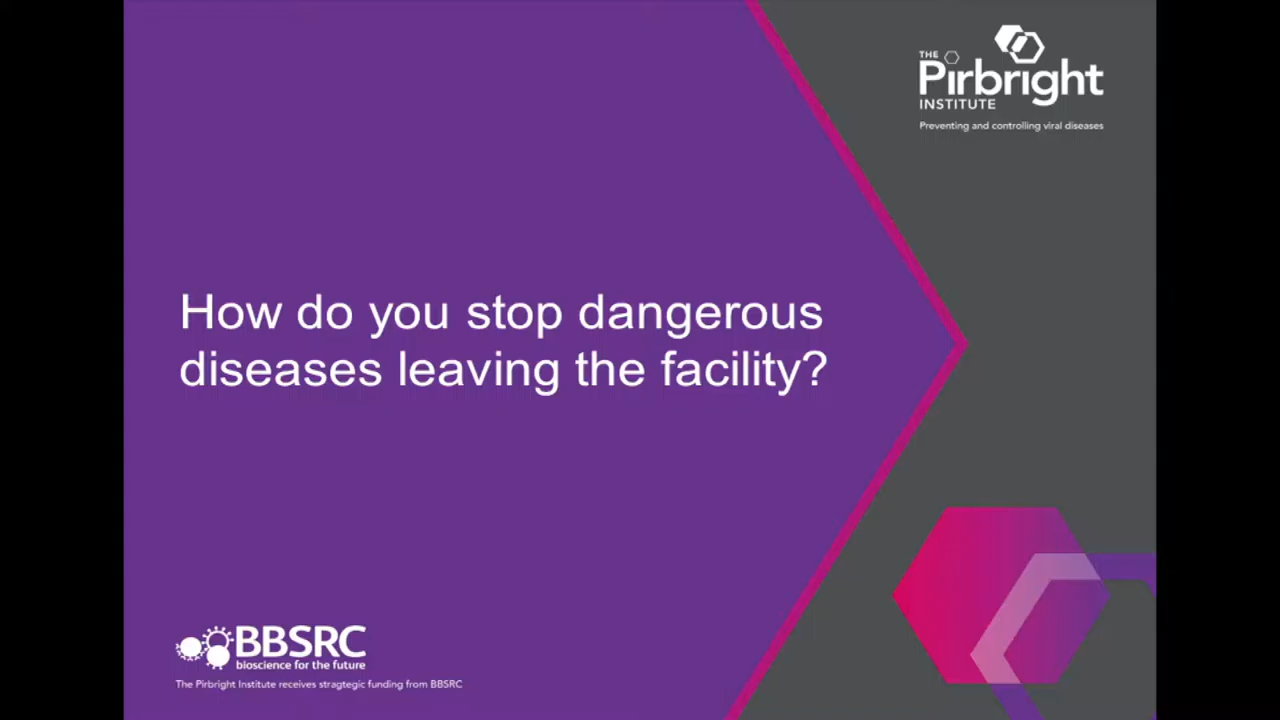 THE
Pirbright
INSTITUTE
Preventing and controlling viral diseases
How do you stop dangerous
diseases leaving the facility?
BBSRC
bioscience for the future
The Pirbright Institute receives stragtegic funding from BBSRC